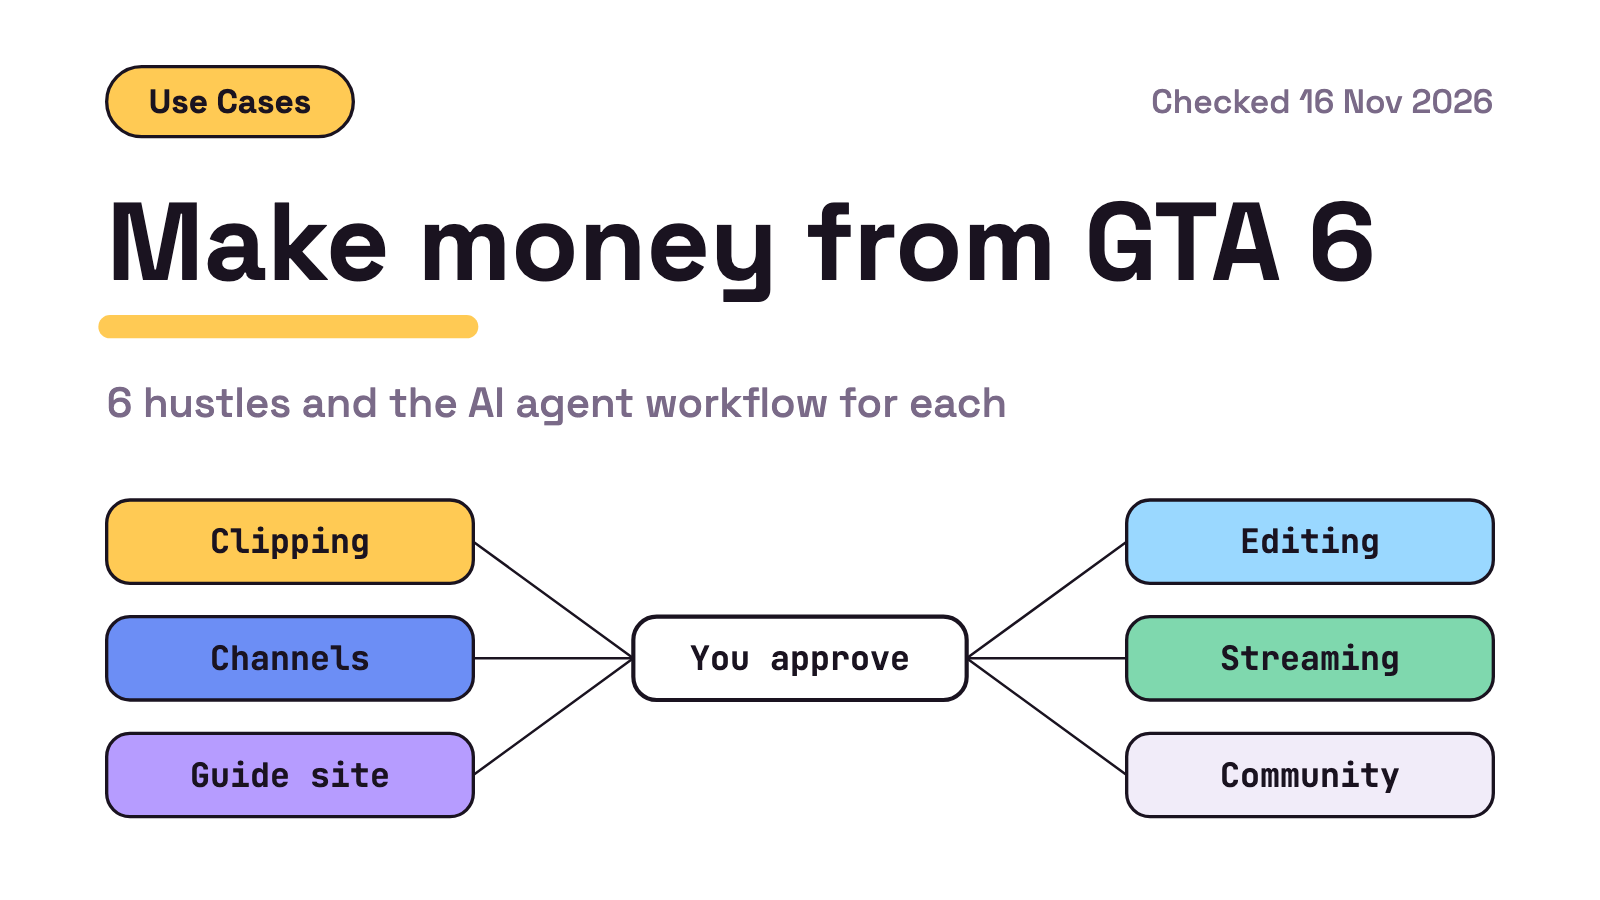 Use Cases
Checked 16 Nov 2026
Make money from GTA 6
6 hustles and the AI agent workflow for each
Clipping
Channels
Guide site
You approve
Editing
Streaming
Community